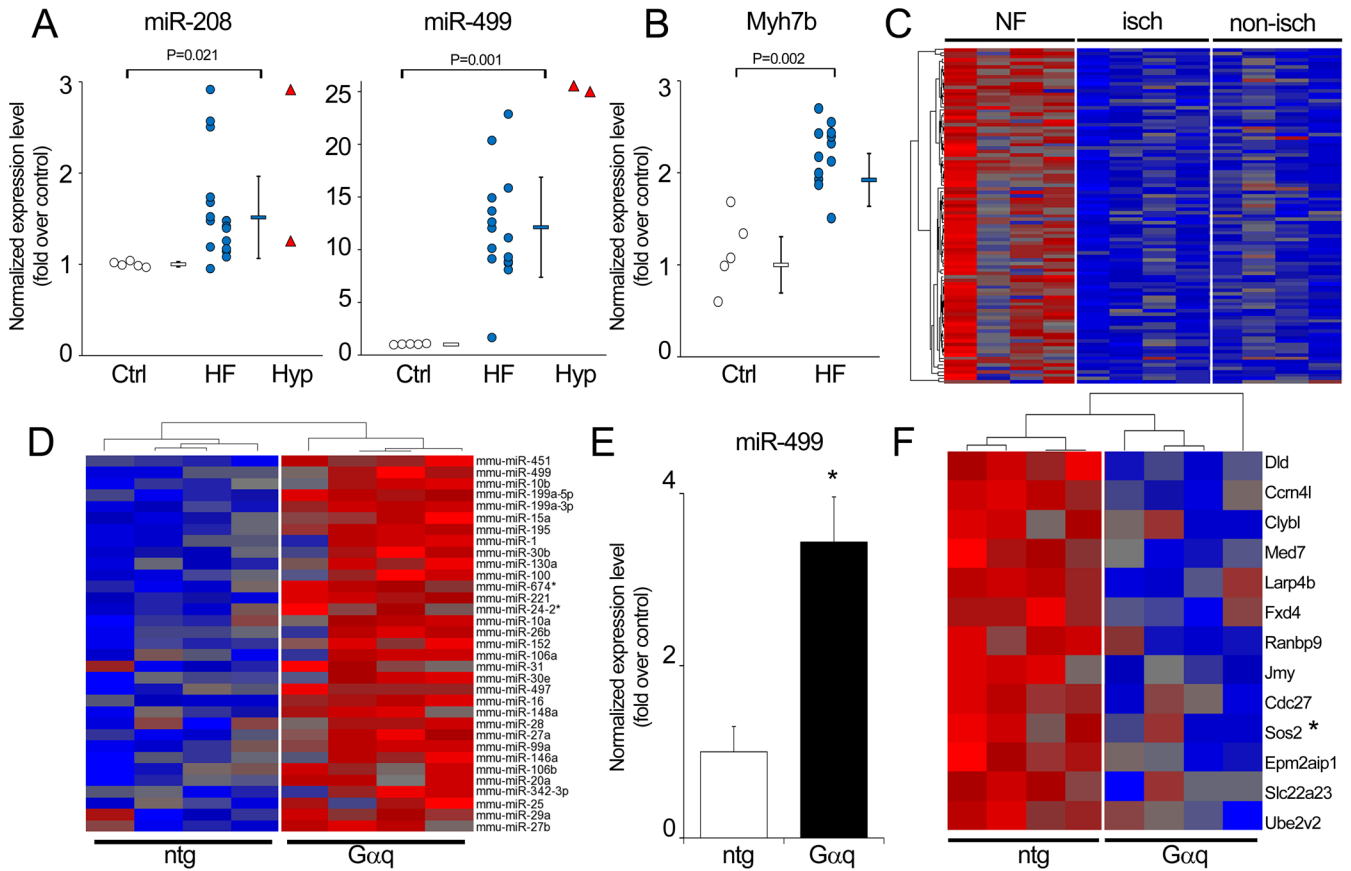 A
miR-208
miR-499
P=0.021
P=0.001
Normalized expression level
(fold over control)
3
2
1
0
25
20
15
10
5
0
Ctrl
HF
Hyp
Ctrl
HF
Hyp
B
Myh7b
P=0.002
Normalized expression level
(fold over control)
3
2
1
0
Ctrl
HF
C
NF
isch
non-isch
D
mmu-miR-451
mmu-miR-499
mmu-miR-10b
mmu-miR-199a-5p
mmu-miR-199a-3p
mmu-miR-15a
mmu-miR-195
mmu-miR-1
mmu-miR-30b
mmu-miR-130a
mmu-miR-100
mmu-miR-674*
mmu-miR-221
mmu-miR-24-2*
mmu-miR-10a
mmu-miR-26b
mmu-miR-152
mmu-miR-106a
mmu-miR-31
mmu-miR-30e
mmu-miR-497
mmu-miR-16
mmu-miR-148a
mmu-miR-28
mmu-miR-27a
mmu-miR-99a
mmu-miR-146a
mmu-miR-106b
mmu-miR-20a
mmu-miR-342-3p
mmu-miR-25
mmu-miR-29a
mmu-miR-27b
ntg
Gαq
E
miR-499
Normalized expression level
(fold over control)
4
2
0
*
ntg
Gαq
F
Dld
Ccrn4l
Clybl
Med7
Larp4b
Fxd4
Ranbp9
Jmy
Cdc27
Sos2 *
Epm2aip1
Slc22a23
Ube2v2
ntg
Gαq